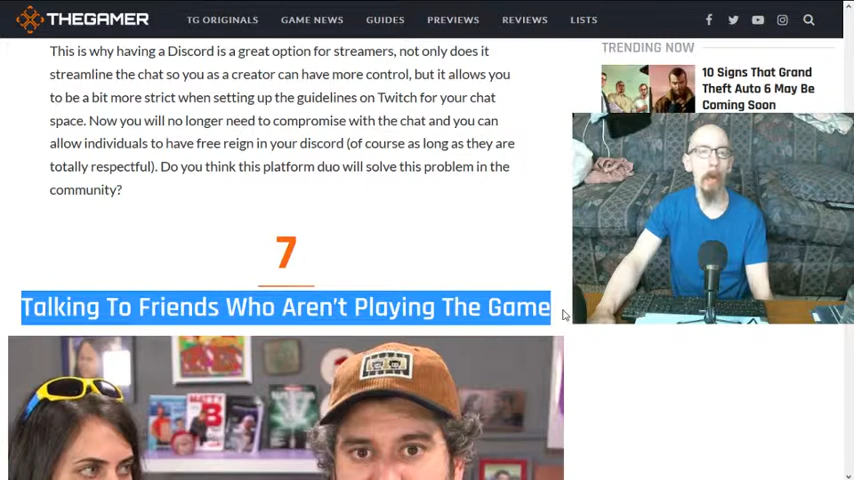 THEGAMER
TG ORIGINALS
GAME NEWS
GUIDES
PREVIEWS
REVIEWS
LISTS
This is why having a Discord is a great option for streamers, not only does it
streamline the chat so you as a creator can have more control, but it allows you
to be a bit more strict when setting up the guidelines on Twitch for your chat
space. Now you will no longer need to compromise with the chat and you can
allow individuals to have free reign in your discord (of course as long as they are
totally respectful). Do you think this platform duo will solve this problem in the
community?
7
Talking To Friends Who Aren't Playing The Game
TRENDING NOW
10 Signs That Grand
Theft Auto 6 May Be
Coming Soon